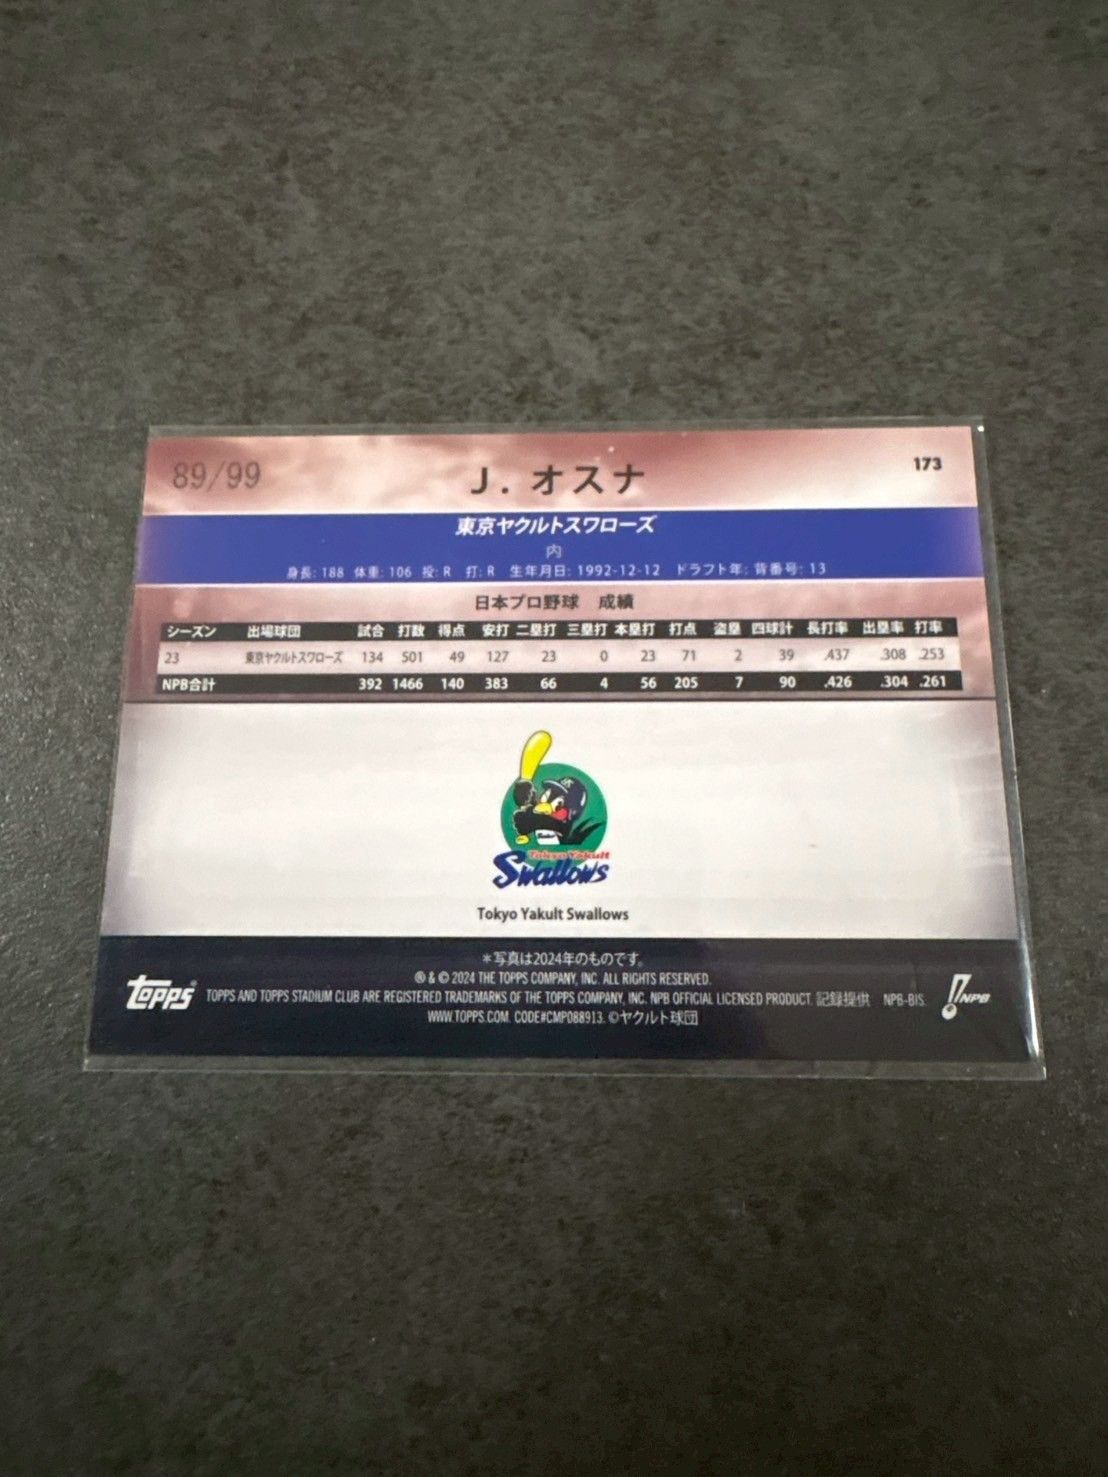 89/99
J. オスナ
173
東京ヤクルトスワローズ
内
身長: 188 体重: 106 投: R 打: R 生年月日: 1992-12-12 ドラフト年: 背番号: 13
日本プロ野球 成績
シーズン 出場球団 試合 打数 得点 安打 二塁打 三塁打 本塁打 打点 盗塁 四球計 長打率 出塁率 打率
23 東京ヤクルトスワローズ 134 501 49 127 23 0 23 71 2 39 .437 .308 .253
NPB合計 392 1466 140 383 66 4 56 205 7 90 .426 .304 .261
Tokyo Yakult
Swallows
Tokyo Yakult Swallows
＊写真は2024年のものです。
® & © 2024 THE TOPPS COMPANY, INC. ALL RIGHTS RESERVED.
topps TOPPS AND TOPPS STADIUM CLUB ARE REGISTERED TRADEMARKS OF THE TOPPS COMPANY, INC. NPB OFFICIAL LICENSED PRODUCT. 記録提供 NPB-BIS. NPB
WWW.TOPPS.COM. CODE#CMP088913. ©ヤクルト球団